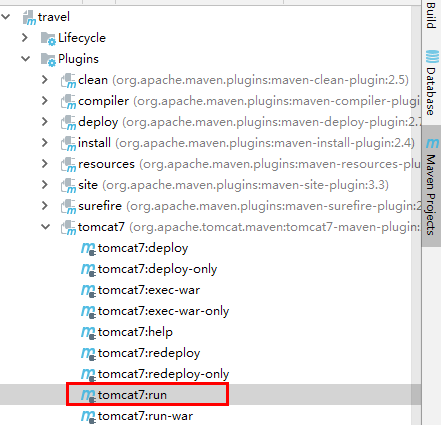 travel
Lifecycle
Plugins
clean (org.apache.maven.plugins:maven-clean-plugin:2.5)
compiler (org.apache.maven.plugins:maven-compiler-plugi
deploy (org.apache.maven.plugins:maven-deploy-plugin:2.
install (org.apache.maven.plugins:maven-install-plugin:2.4)
resources (org.apache.maven.plugins:maven-resources-plu
site (org.apache.maven.plugins:maven-site-plugin:3.3)
surefire (org.apache.maven.plugins:maven-surefire-plugin:2
tomcat7 (org.apache.tomcat.maven:tomcat7-maven-plugin:
tomcat7:deploy
tomcat7:deploy-only
tomcat7:exec-war
tomcat7:exec-war-only
tomcat7:help
tomcat7:redeploy
tomcat7:redeploy-only
tomcat7:run
tomcat7:run-war
Build
Database
Maven Projects